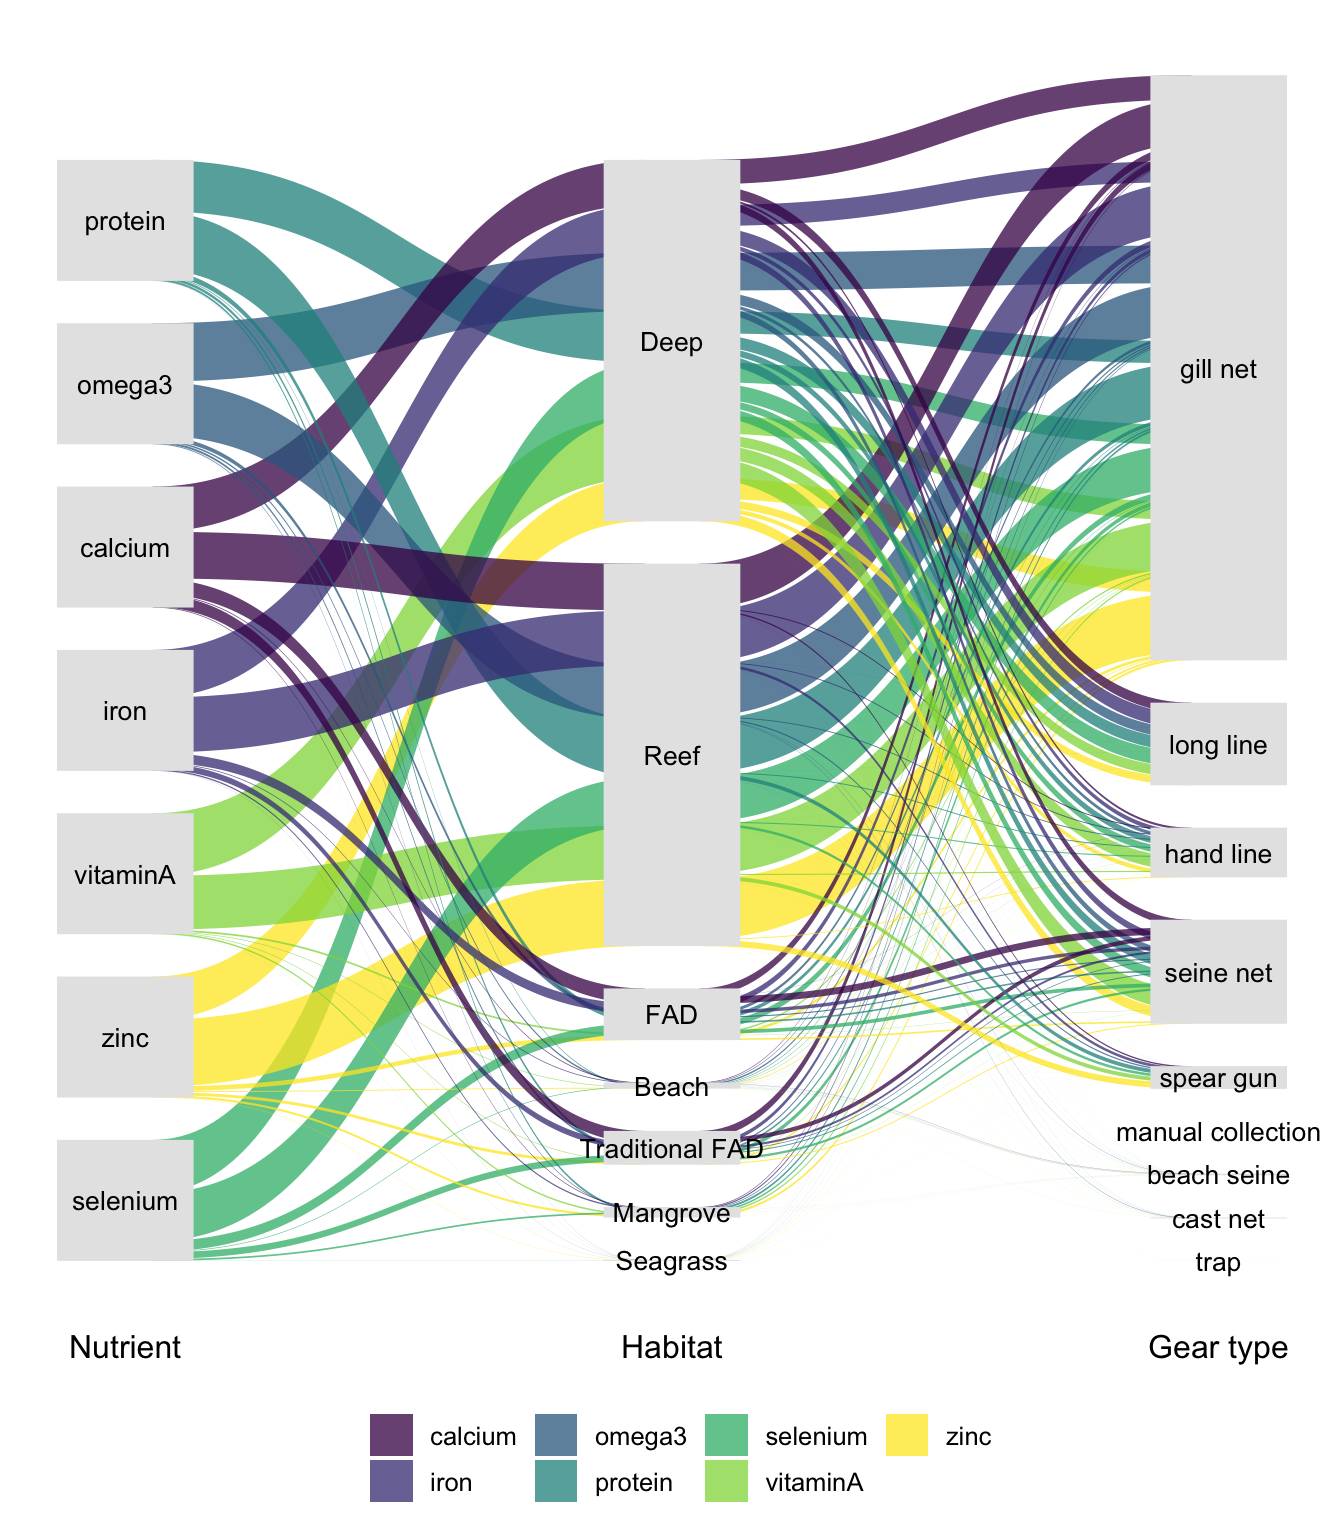 protein
omega3
calcium
iron
vitaminA
zinc
selenium
Deep
Reef
FAD
Beach
Traditional FAD
Mangrove
Seagrass
gill net
long line
hand line
seine net
spear gun
manual collection
beach seine
cast net
trap
Nutrient Habitat Gear type
calcium omega3 selenium zinc
iron protein vitaminA